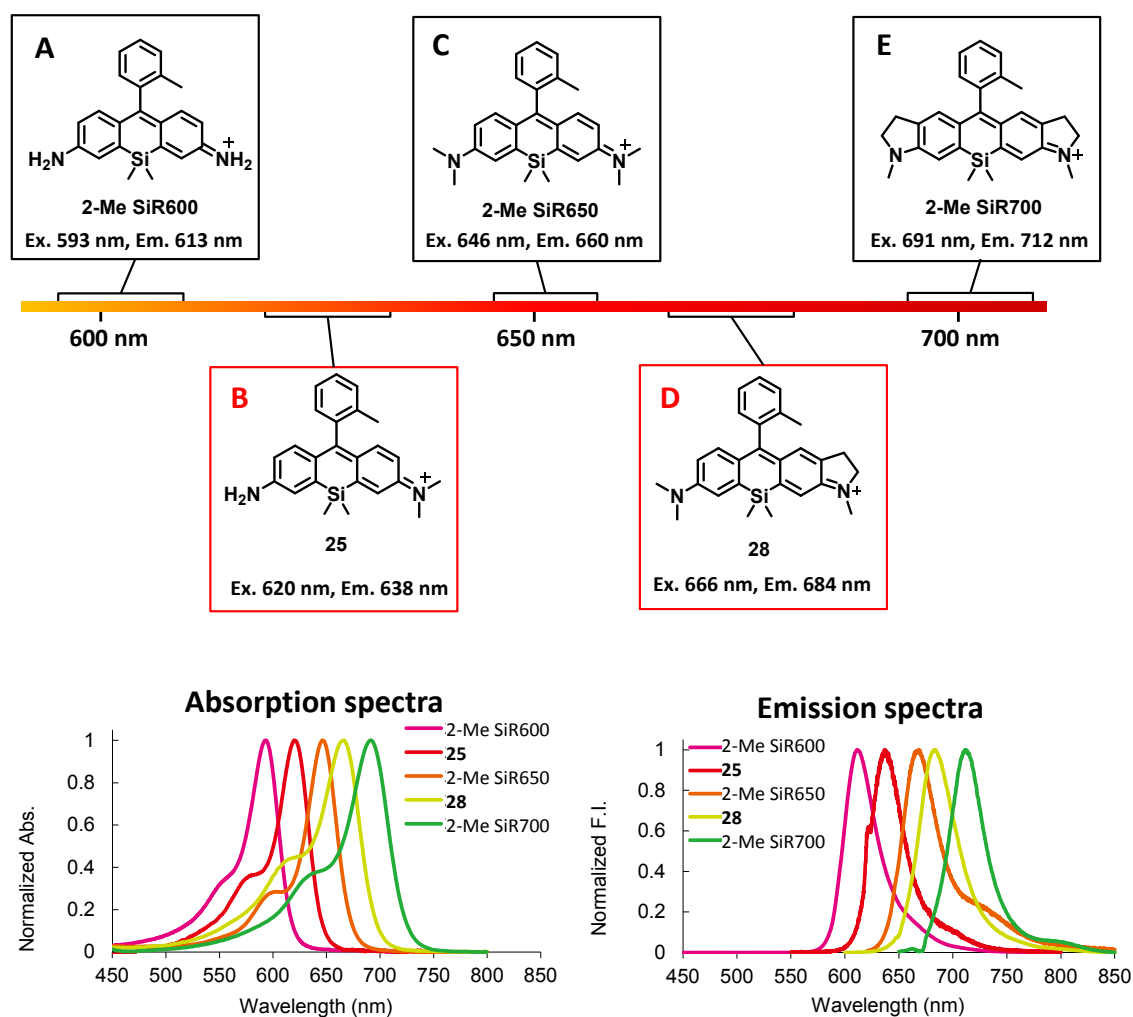 A
H2N
Si
+
NH2
2-Me SiR600
Ex. 593 nm, Em. 613 nm
C
N
Si
+
N
2-Me SiR650
Ex. 646 nm, Em. 660 nm
E
N
Si
N
+
2-Me SiR700
Ex. 691 nm, Em. 712 nm
600 nm
650 nm
700 nm
B
H2N
Si
+
N
25
Ex. 620 nm, Em. 638 nm
D
N
Si
N
+
28
Ex. 666 nm, Em. 684 nm
Absorption spectra
2-Me SiR600
25
2-Me SiR650
28
2-Me SiR700
Normalized Abs.
1
0.8
0.6
0.4
0.2
0
450 500 550 600 650 700 750 800 850
Wavelength (nm)
Emission spectra
2-Me SiR600
25
2-Me SiR650
28
2-Me SiR700
Normalized F.I.
1
0.8
0.6
0.4
0.2
0
450 500 550 600 650 700 750 800 850
Wavelength (nm)